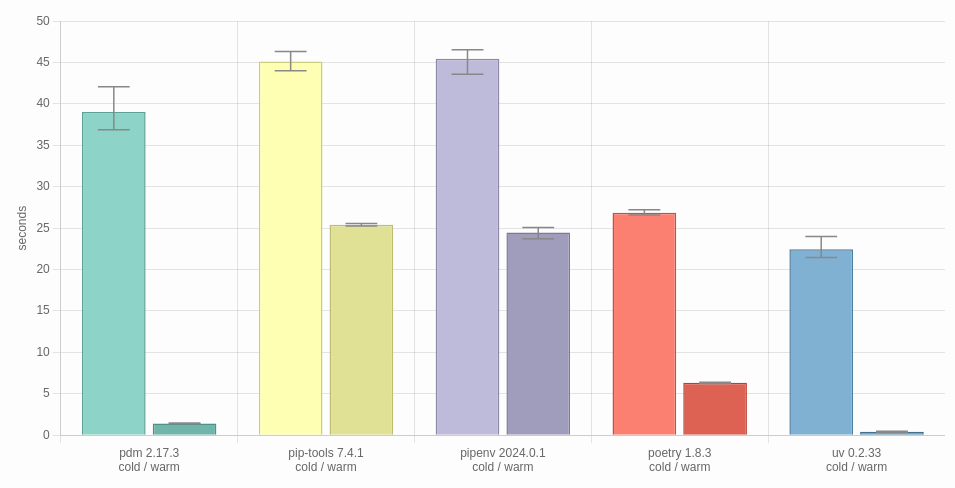 50
45
40
35
30
25
20
15
10
5
0
seconds
pdm 2.17.3
cold / warm
pip-tools 7.4.1
cold / warm
pipenv 2024.0.1
cold / warm
poetry 1.8.3
cold / warm
uv 0.2.33
cold / warm